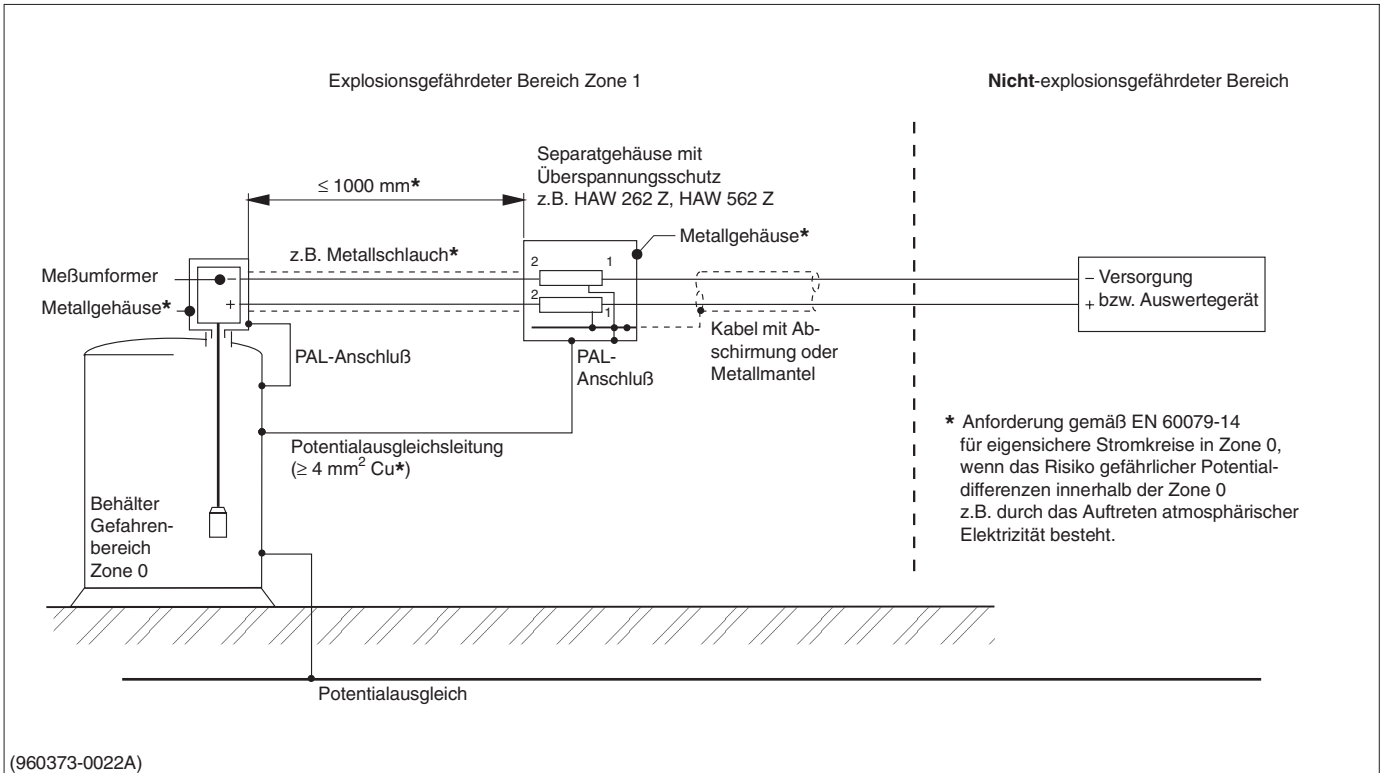 Explosionsgefährdeter Bereich Zone 1
Nicht-explosionsgefährdeter Bereich
Separatgehäuse mit
Überspannungsschutz
z.B. HAW 262 Z, HAW 562 Z
≤ 1000 mm*
Metallgehäuse*
z.B. Metallschlauch*
2
1
Meßumformer
–
– Versorgung
Metallgehäuse*
+
2
1
+ bzw. Auswertegerät
Kabel mit Ab-
schirmung oder
Metallmantel
PAL-Anschluß
PAL-
Anschluß
* Anforderung gemäß EN 60079-14
für eigensichere Stromkreise in Zone 0,
wenn das Risiko gefährlicher Potential-
differenzen innerhalb der Zone 0
z.B. durch das Auftreten atmosphärischer
Elektrizität besteht.
Potentialausgleichsleitung
(≥ 4 mm² Cu*)
Behälter
Gefahren-
bereich
Zone 0
Potentialausgleich
(960373-0022A)